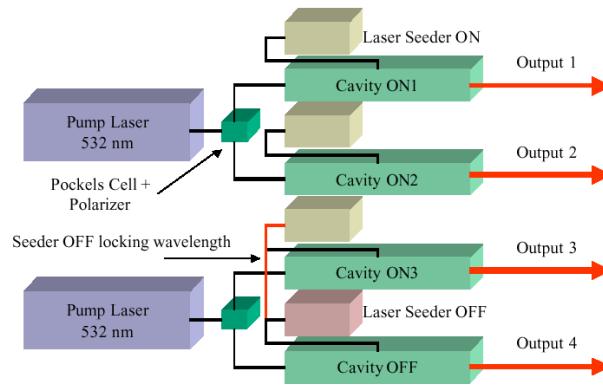 Laser Seeder ON
Output 1
Cavity ON1
Pump Laser
532 nm
Output 2
Cavity ON2
Pockels Cell +
Polarizer
Seeder OFF locking wavelength
Output 3
Cavity ON3
Pump Laser
532 nm
Laser Seeder OFF
Output 4
Cavity OFF